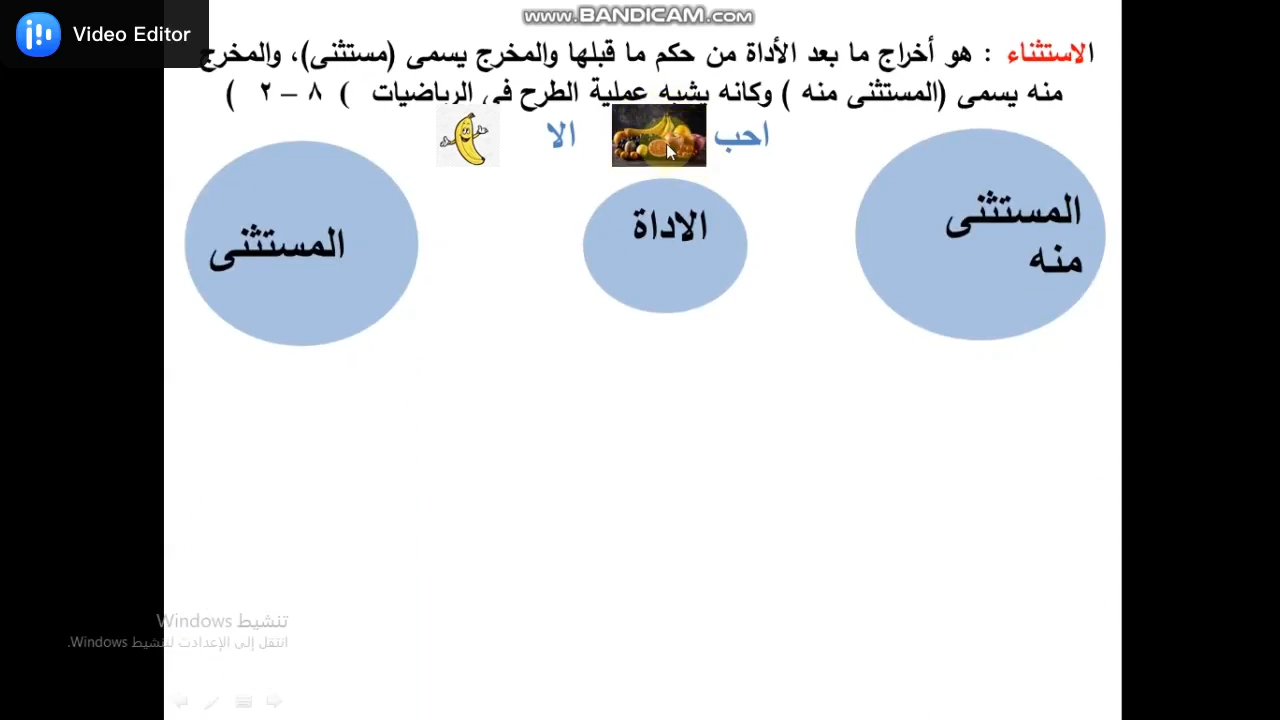 www.BANDICAM.com
Video Editor
الاستثناء : هو أخراج ما بعد الأداة من حكم ما قبلها والمخرج يسمى (مستثنى)، والمخرج
منه يسمى (المستثنى منه ) وكانه يشبه عملية الطرح في الرياضيات ( ٨ – ٢ )
احب الا
المستثنى
منه
الاداة
المستثنى
تنشيط Windows
انتقل إلى الإعدادات لتنشيط Windows.